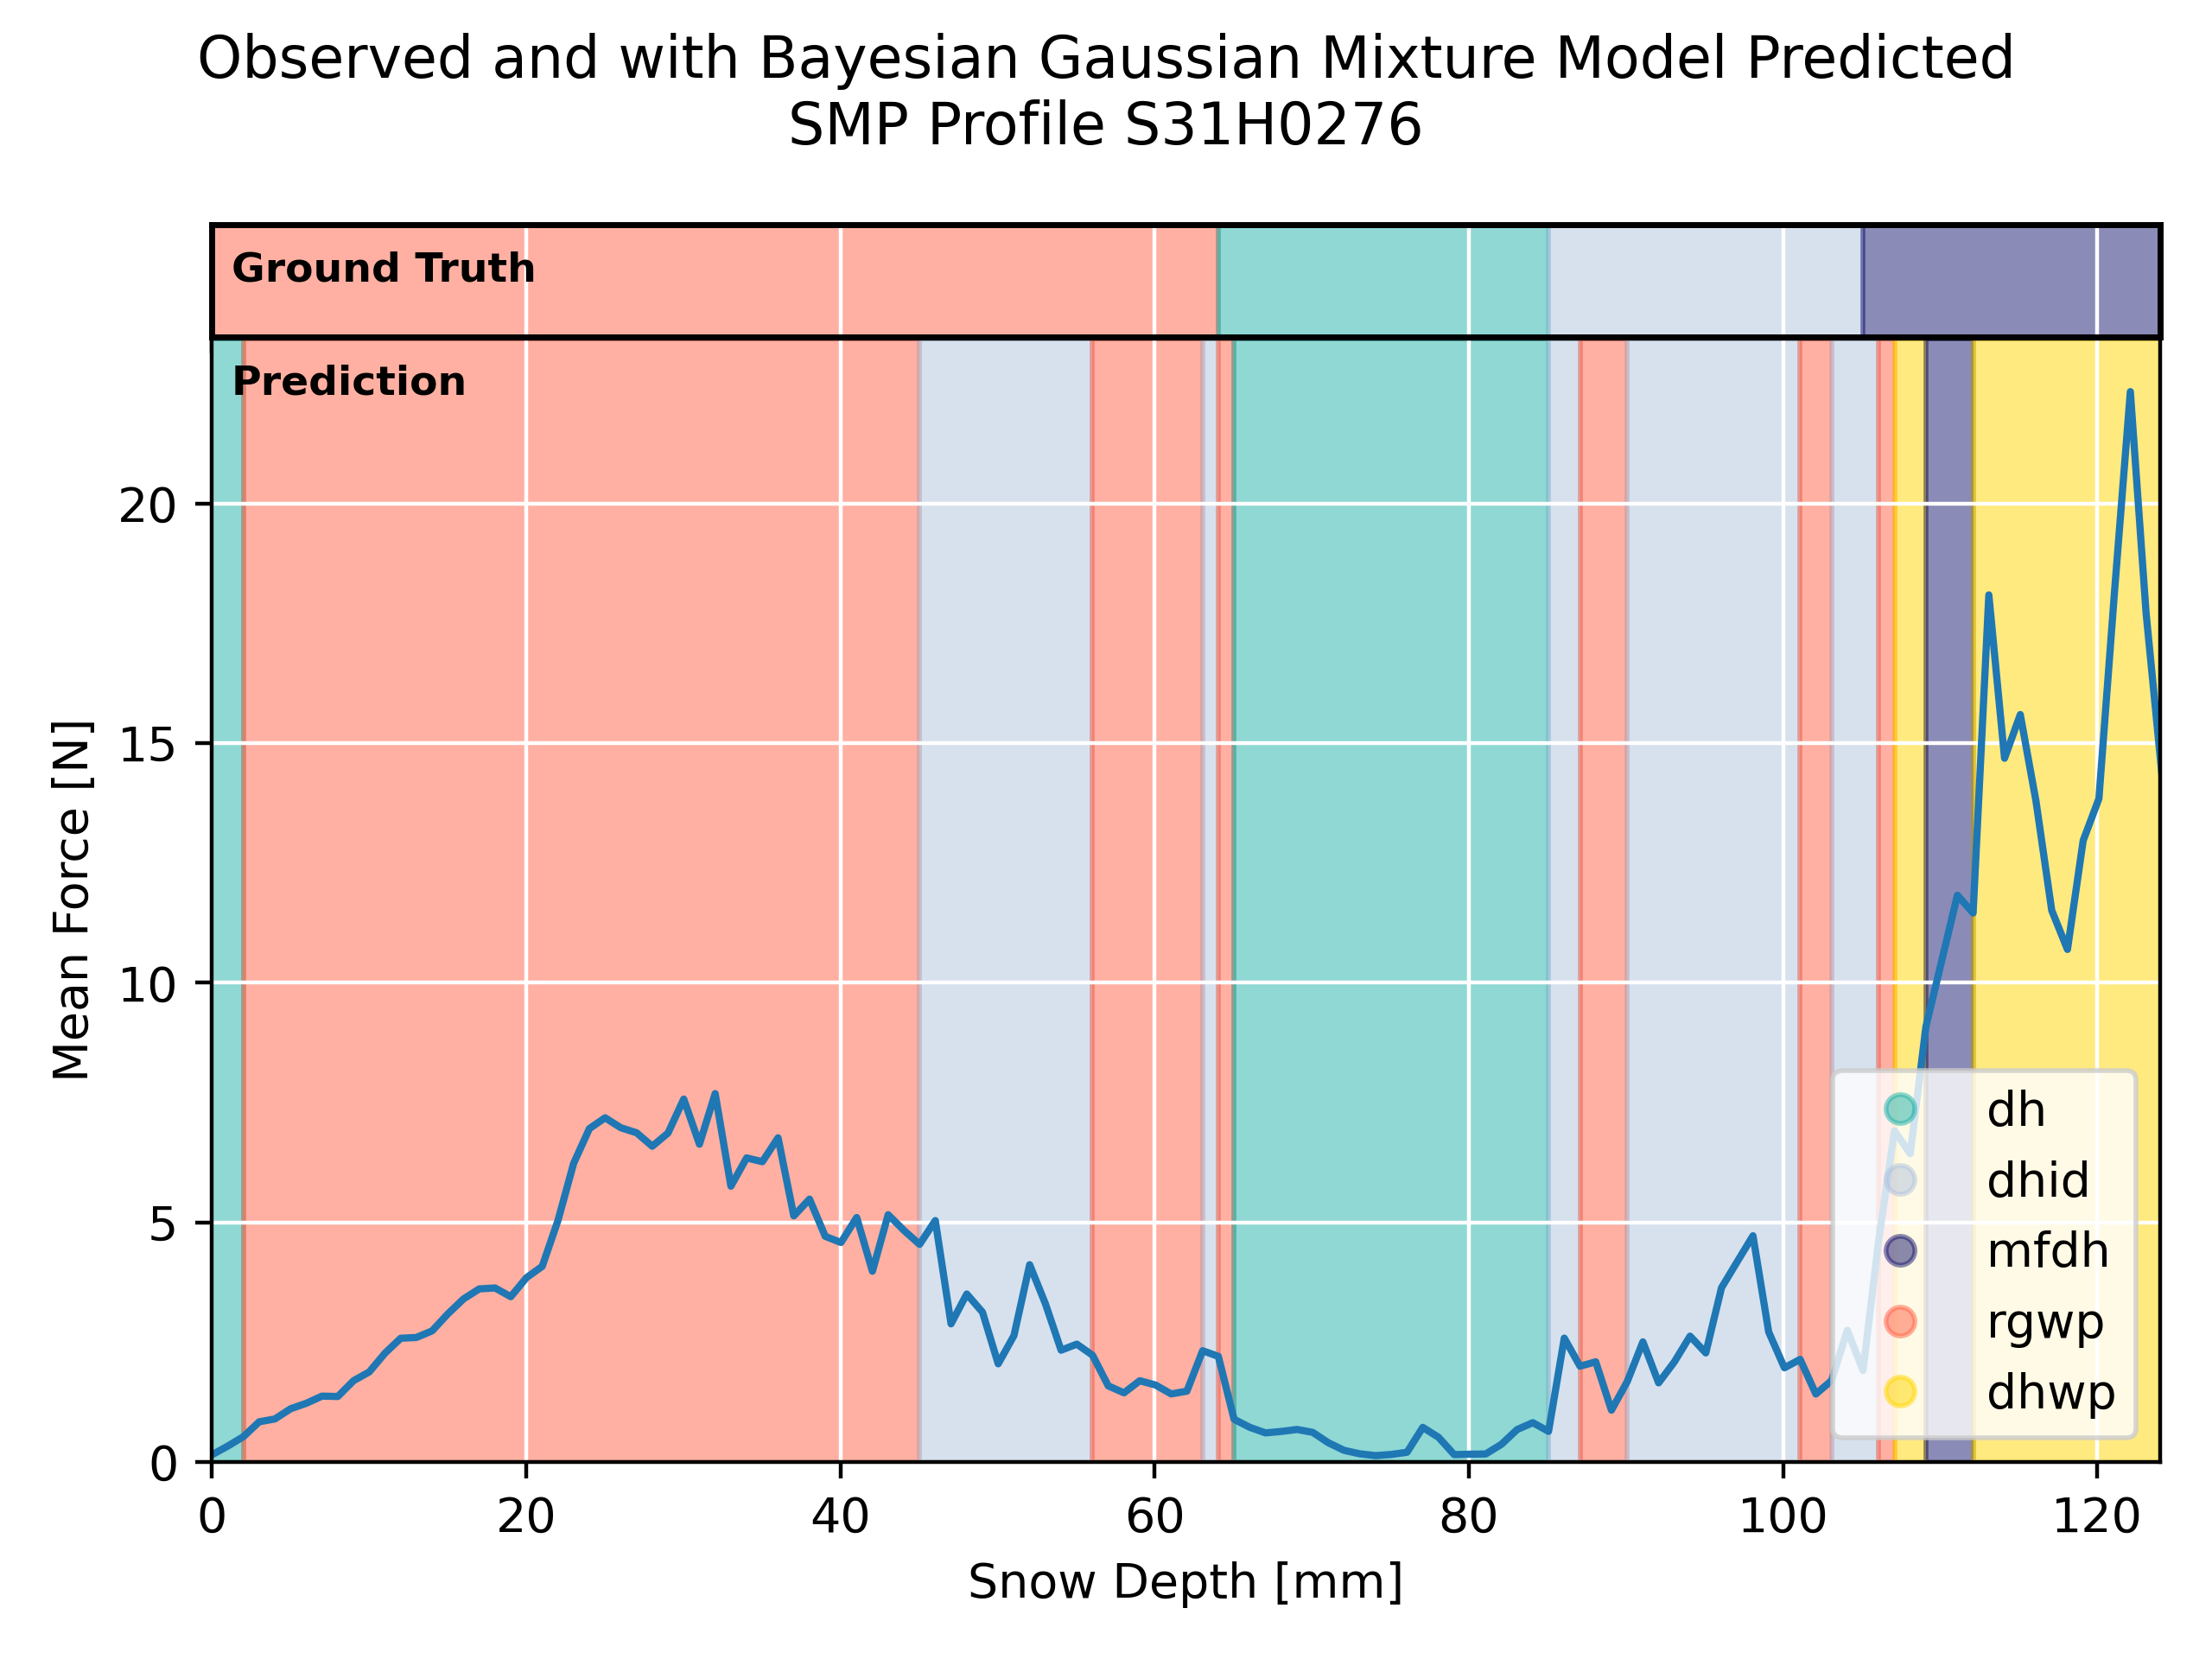 Observed and with Bayesian Gaussian Mixture Model Predicted
SMP Profile S31H0276
Ground Truth
Prediction
20
15
10
5
0
Mean Force [N]
dh
dhid
mfdh
rgwp
dhwp
0 20 40 60 80 100 120
Snow Depth [mm]